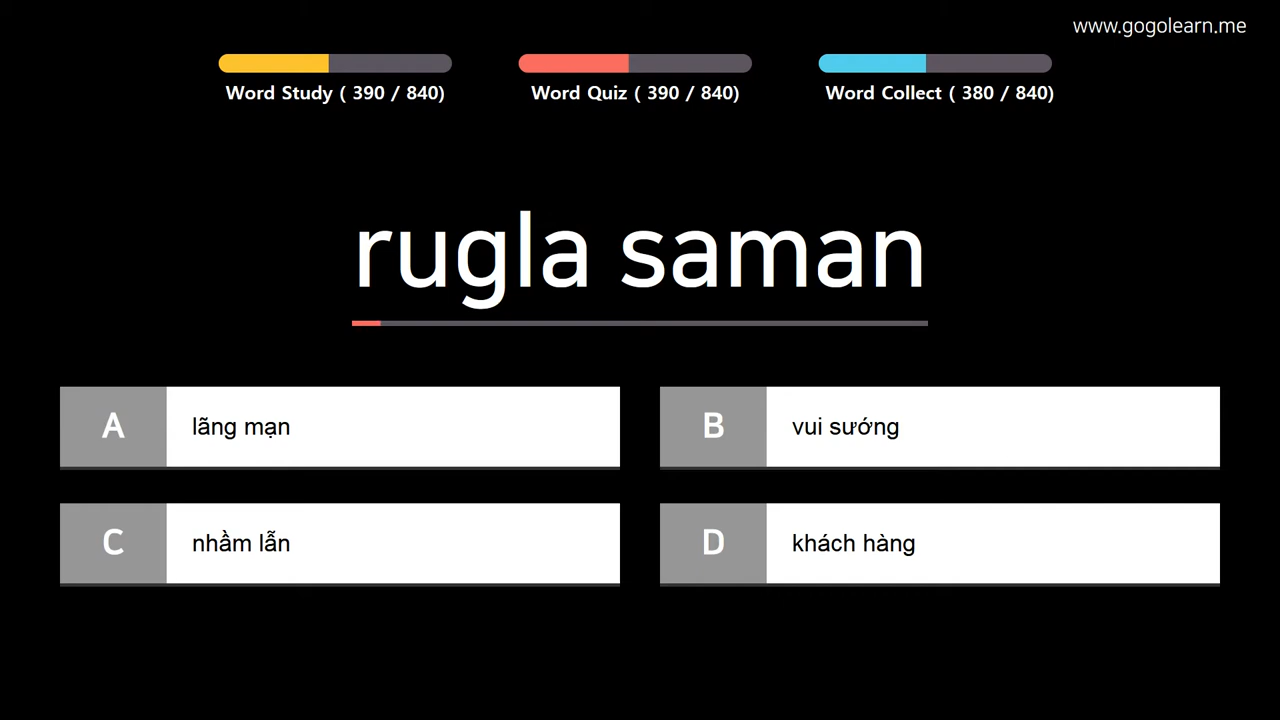 www.gogolearn.me
Word Study ( 390 / 840)
Word Quiz ( 390 / 840)
Word Collect ( 380 / 840)
rugla saman
A
lãng mạn
B
vui sướng
C
nhầm lẫn
D
khách hàng